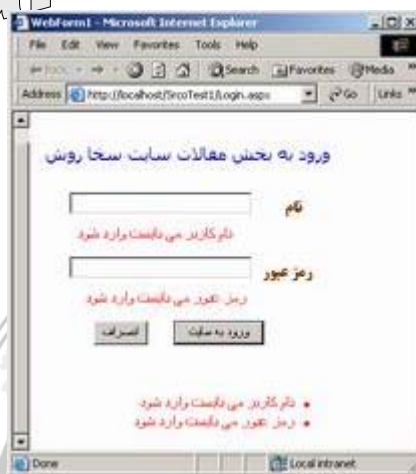 WebForm1 - Microsoft Internet Explorer
File Edit View Favorites Tools Help
Back Search Favorites Media
Address http://localhost/SrcoTest1/Login.aspx Go Links
ورود به بخش مقالات سایت سخا روش
نام
نام کاربر می بایست وارد شود
رمز عبور
رمز عبور می بایست وارد شود
ورود به سایت انصراف
نام کاربر می بایست وارد شود
رمز عبور می بایست وارد شود
Done Local intranet